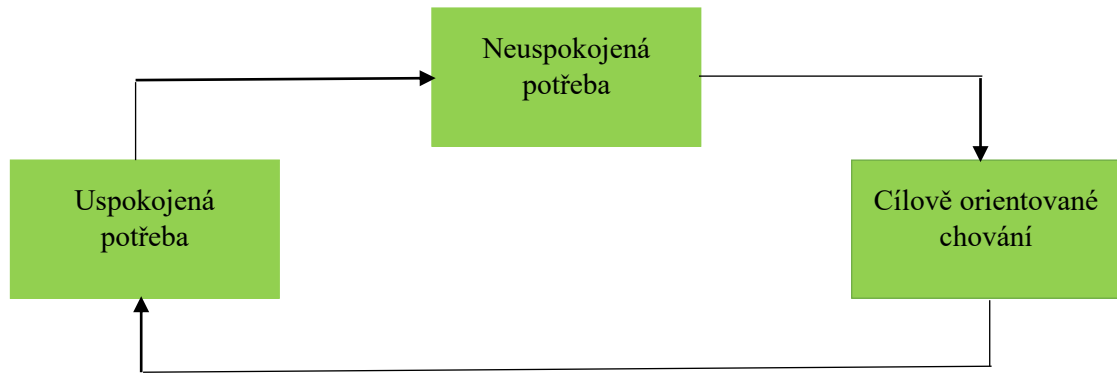 Neuspokojená
potřeba
Uspokojená
potřeba
Cílově orientované
chování